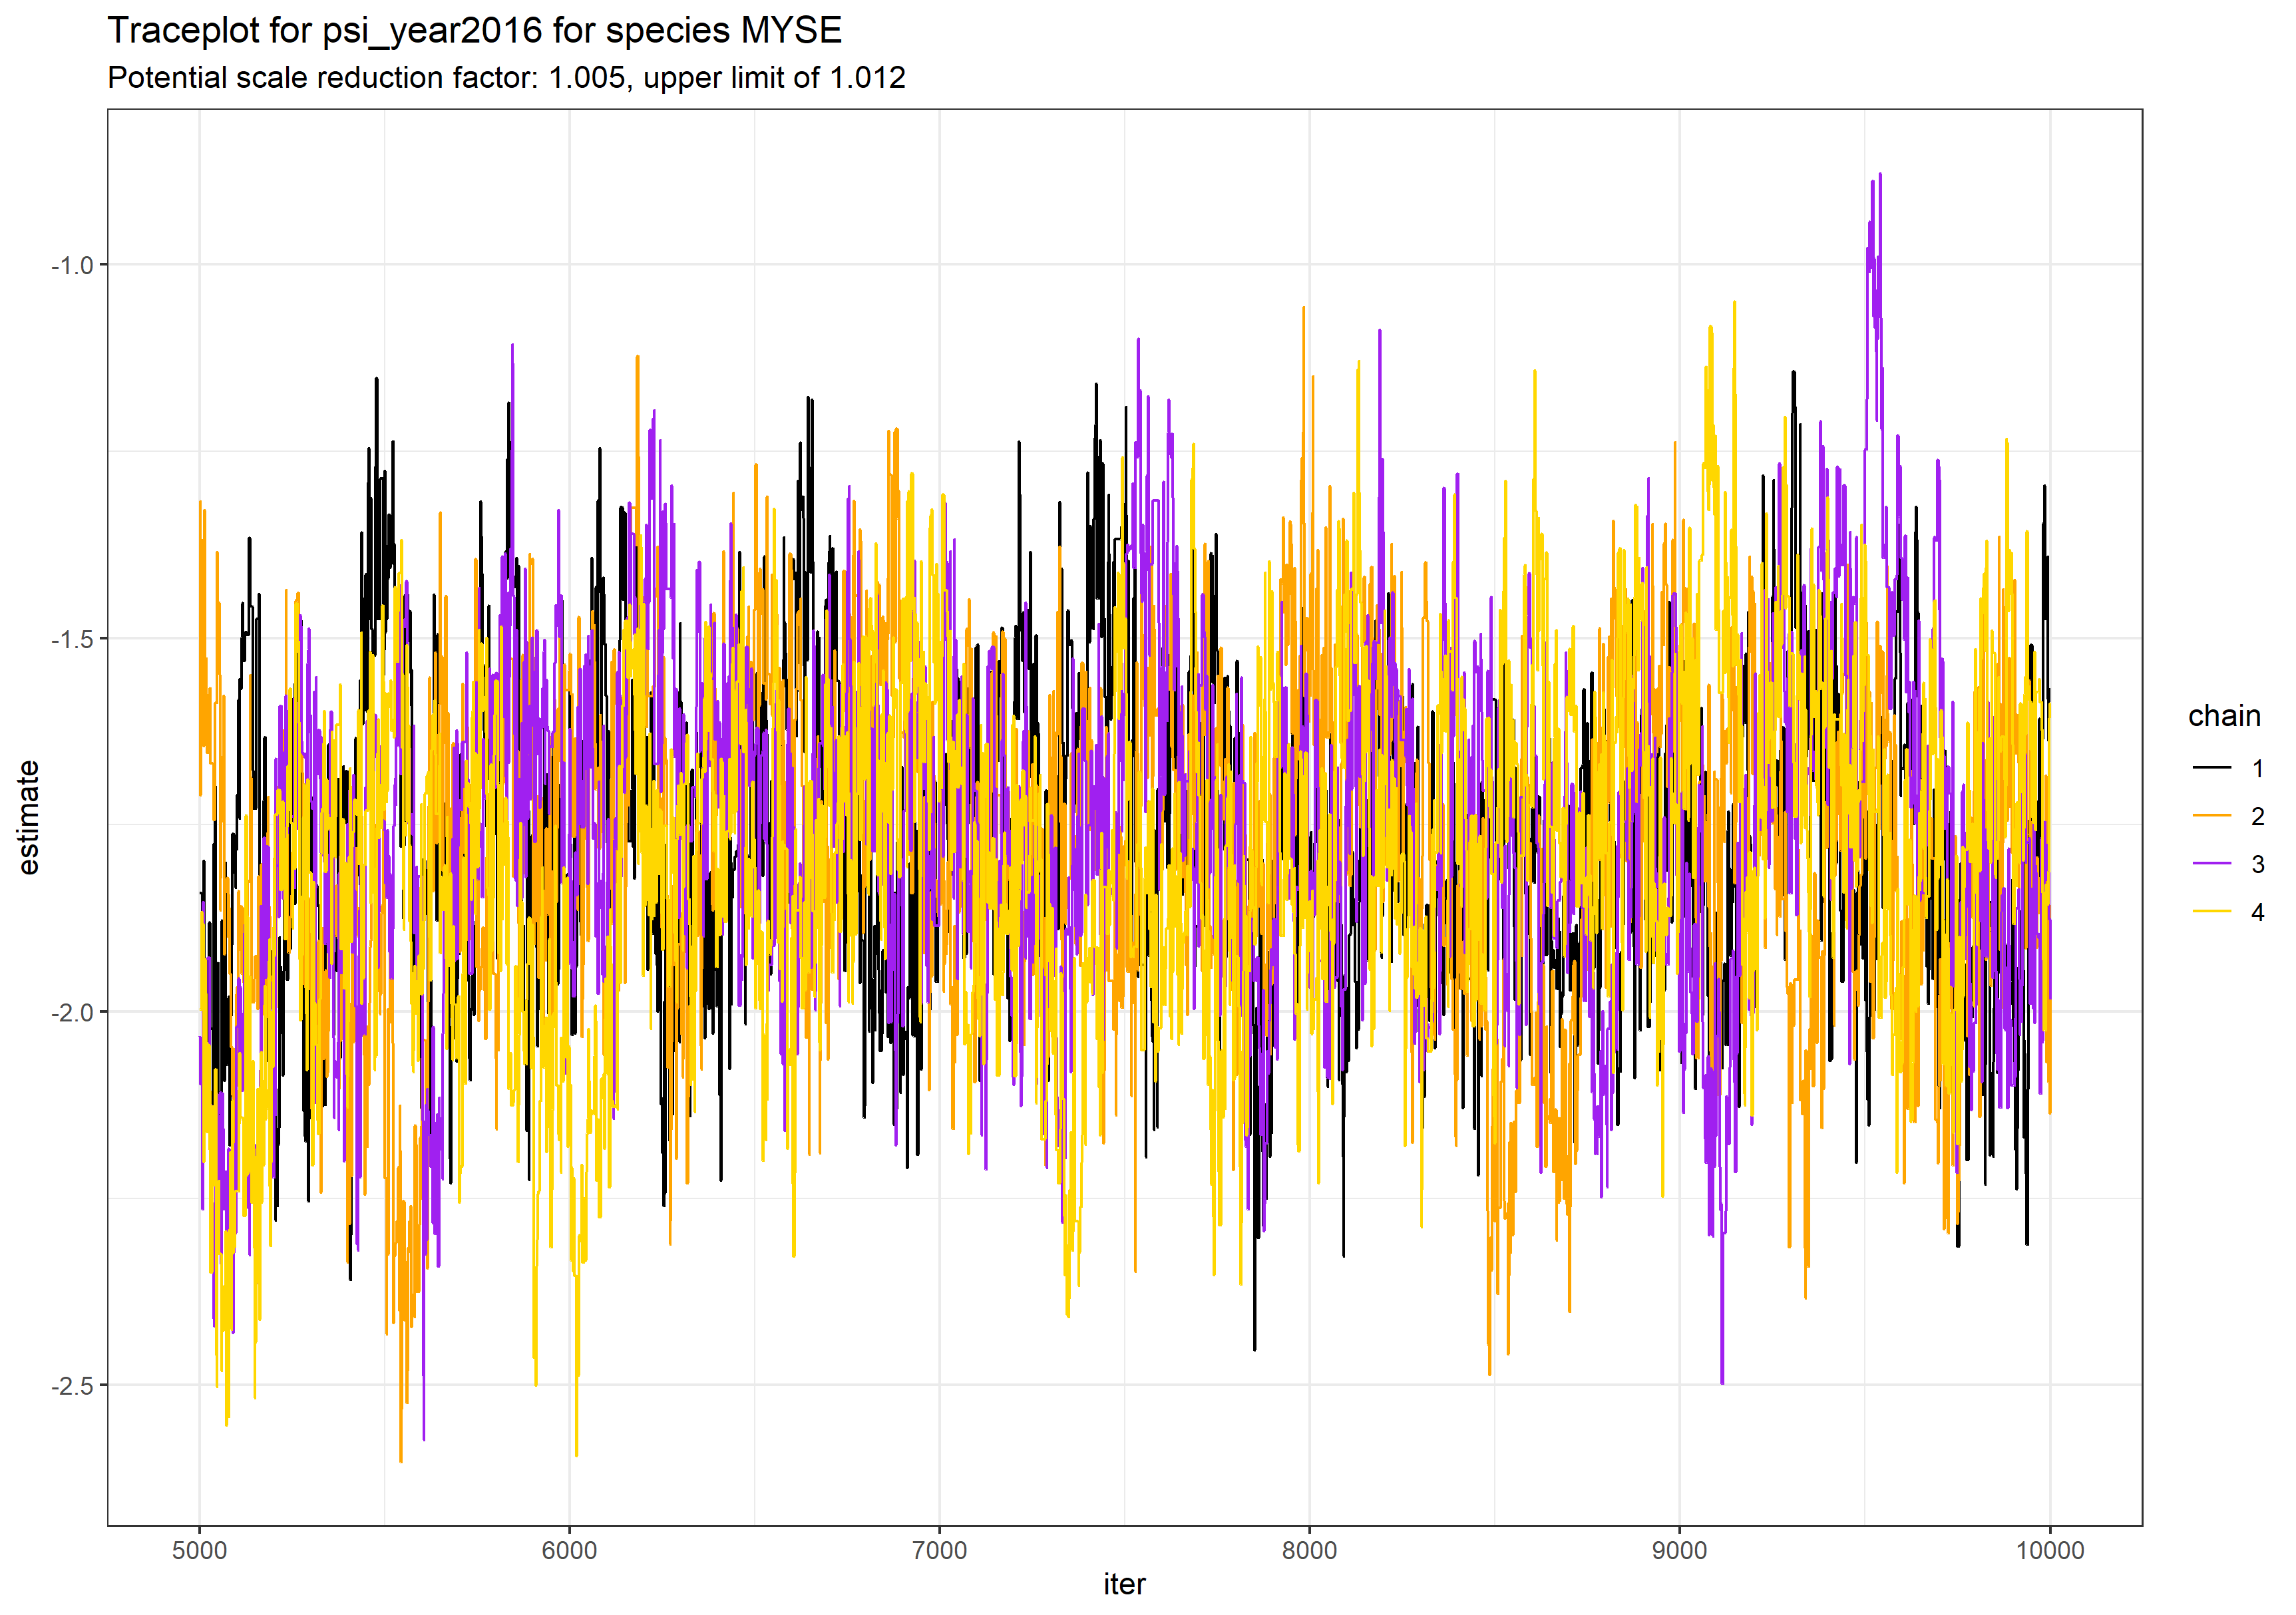 Traceplot for psi_year2016 for species MYSE
Potential scale reduction factor: 1.005, upper limit of 1.012
estimate
-1.0
-1.5
-2.0
-2.5
5000 6000 7000 8000 9000 10000
iter
chain
1
2
3
4